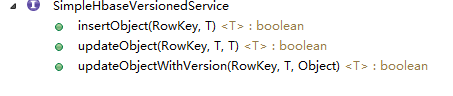 SimpleHbaseVersionedService
insertObject(RowKey, T) <T> : boolean
updateObject(RowKey, T, T) <T> : boolean
updateObjectWithVersion(RowKey, T, Object) <T> : boolean